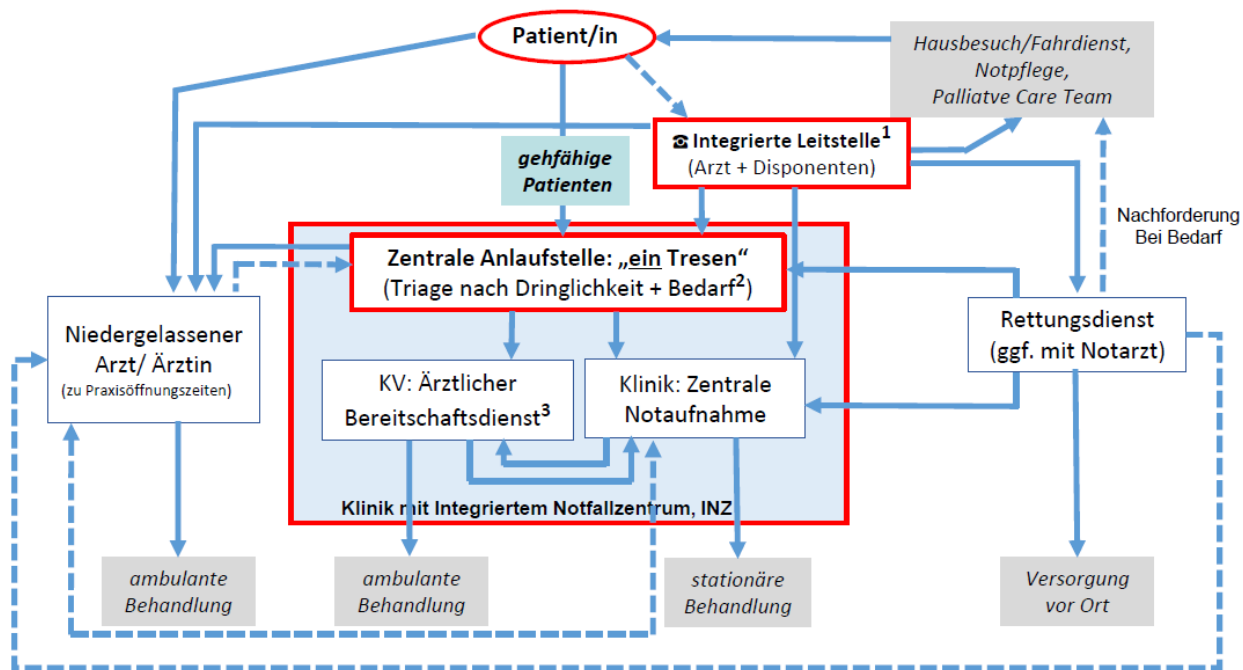 Patient/in
Hausbesuch/Fahrdienst,
Notpflege,
Palliatve Care Team
☎ Integrierte Leitstelle¹
(Arzt + Disponenten)
gehfähige
Patienten
Nachforderung
Bei Bedarf
Zentrale Anlaufstelle: „ein Tresen“
(Triage nach Dringlichkeit + Bedarf²)
Niedergelassener
Arzt/ Ärztin
(zu Praxisöffnungszeiten)
Rettungsdienst
(ggf. mit Notarzt)
KV: Ärztlicher
Bereitschaftsdienst³
Klinik: Zentrale
Notaufnahme
Klinik mit Integriertem Notfallzentrum, INZ
ambulante
Behandlung
ambulante
Behandlung
stationäre
Behandlung
Versorgung
vor Ort